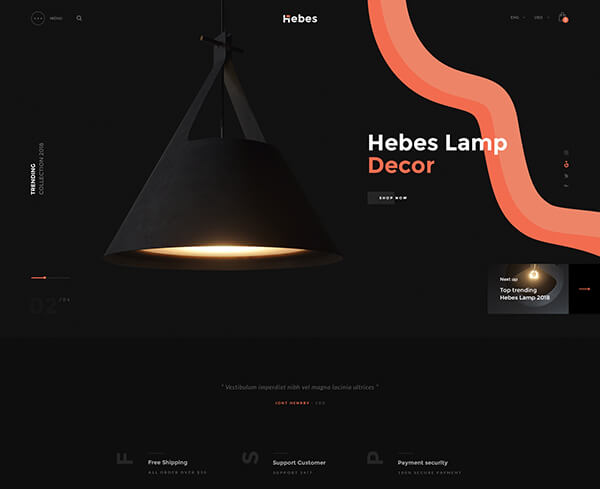 MENU
Hebes
ENG
USD
TRENDING
COLLECTION 2018
Hebes Lamp
Decor
SHOP NOW
02 / 04
Next up
Top trending
Hebes Lamp 2018
" Vestibulum imperdiet nibh vel magna lacinia ultrices "
JONT HENRRY - CEO
F
Free Shipping
ALL ORDER OVER $50
S
Support Customer
SUPPORT 24/7
P
Payment security
100% SECURE PAYMENT